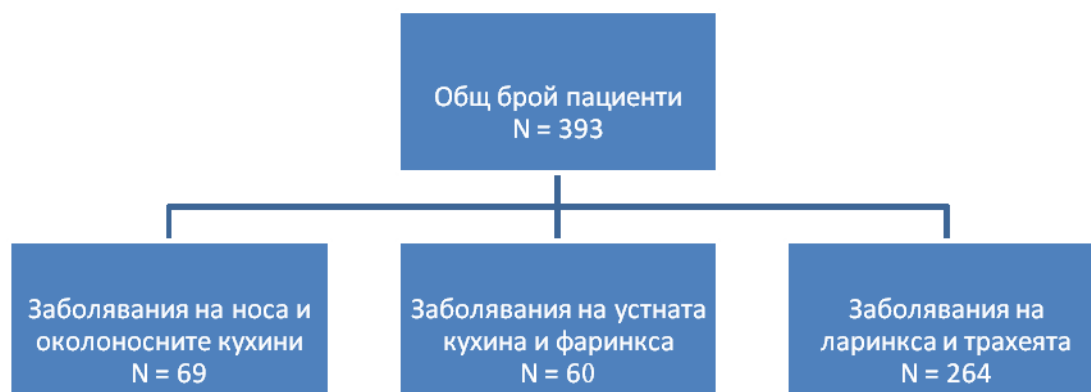 Общ брой пациенти
N = 393
Заболявания на носа и
околоносните кухини
N = 69
Заболявания на устната
кухина и фаринкса
N = 60
Заболявания на
ларинкса и трахеята
N = 264